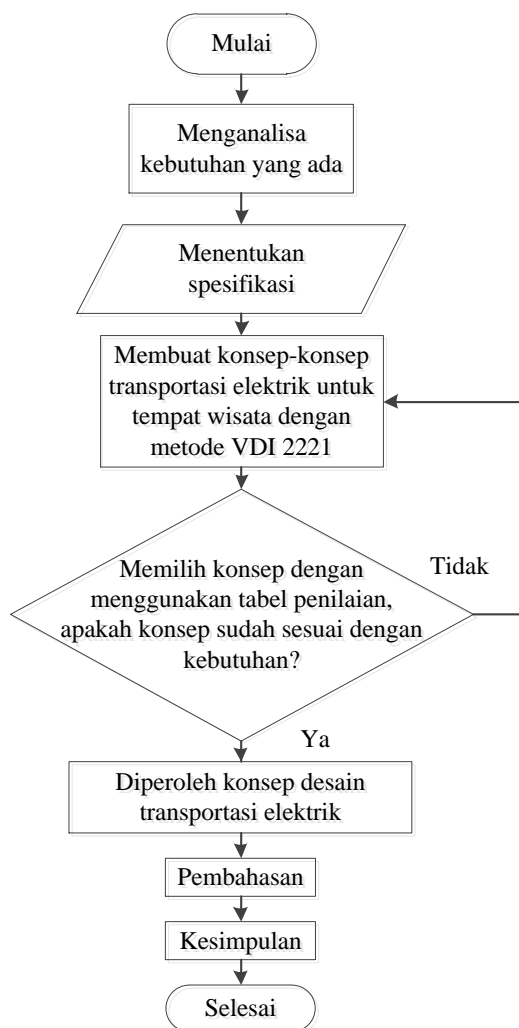 Mulai
Menganalisa
kebutuhan yang ada
Menentukan
spesifikasi
Membuat konsep-konsep
transportasi elektrik untuk
tempat wisata dengan
metode VDI 2221
Memilih konsep dengan
menggunakan tabel penilaian,
apakah konsep sudah sesuai dengan
kebutuhan?
Tidak
Ya
Diperoleh konsep desain
transportasi elektrik
Pembahasan
Kesimpulan
Selesai